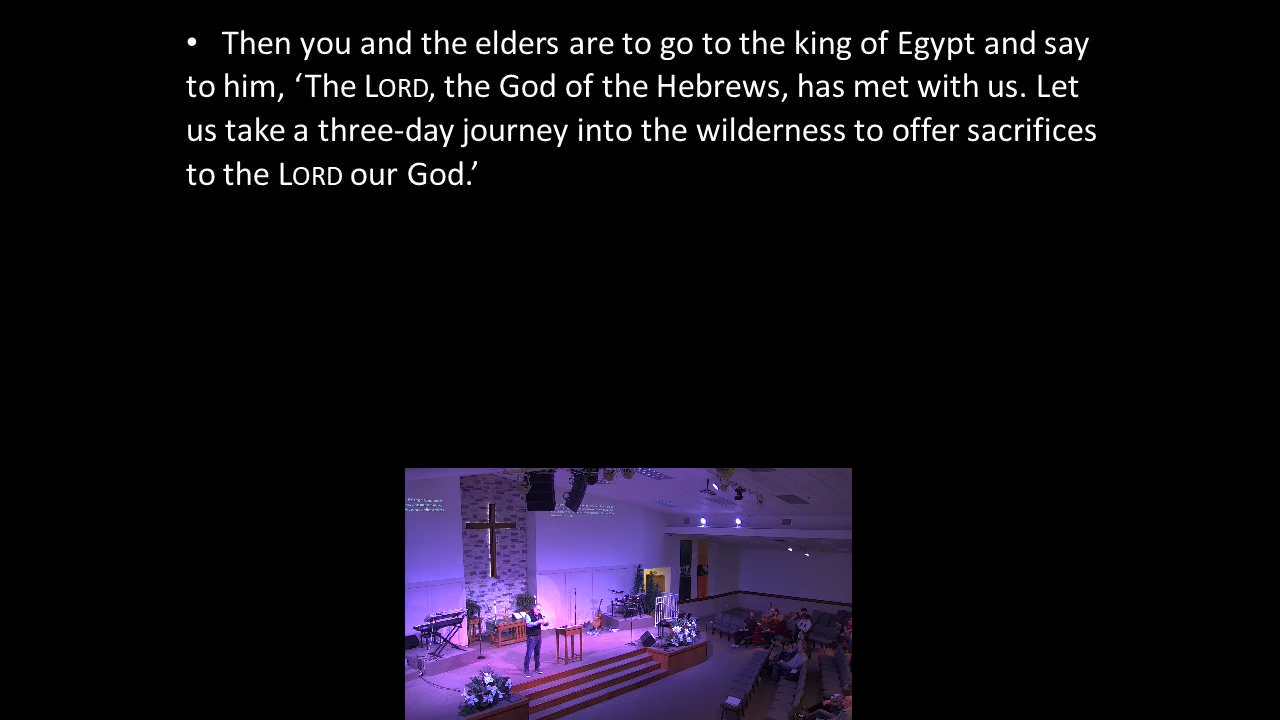 • Then you and the elders are to go to the king of Egypt and say
to him, ‘The LORD, the God of the Hebrews, has met with us. Let
us take a three-day journey into the wilderness to offer sacrifices
to the LORD our God.’